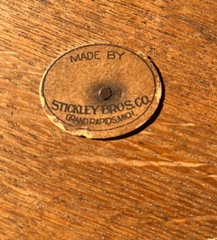 MADE BY
STICKLEY BROS. CO.
GRAND RAPIDS, MICH.